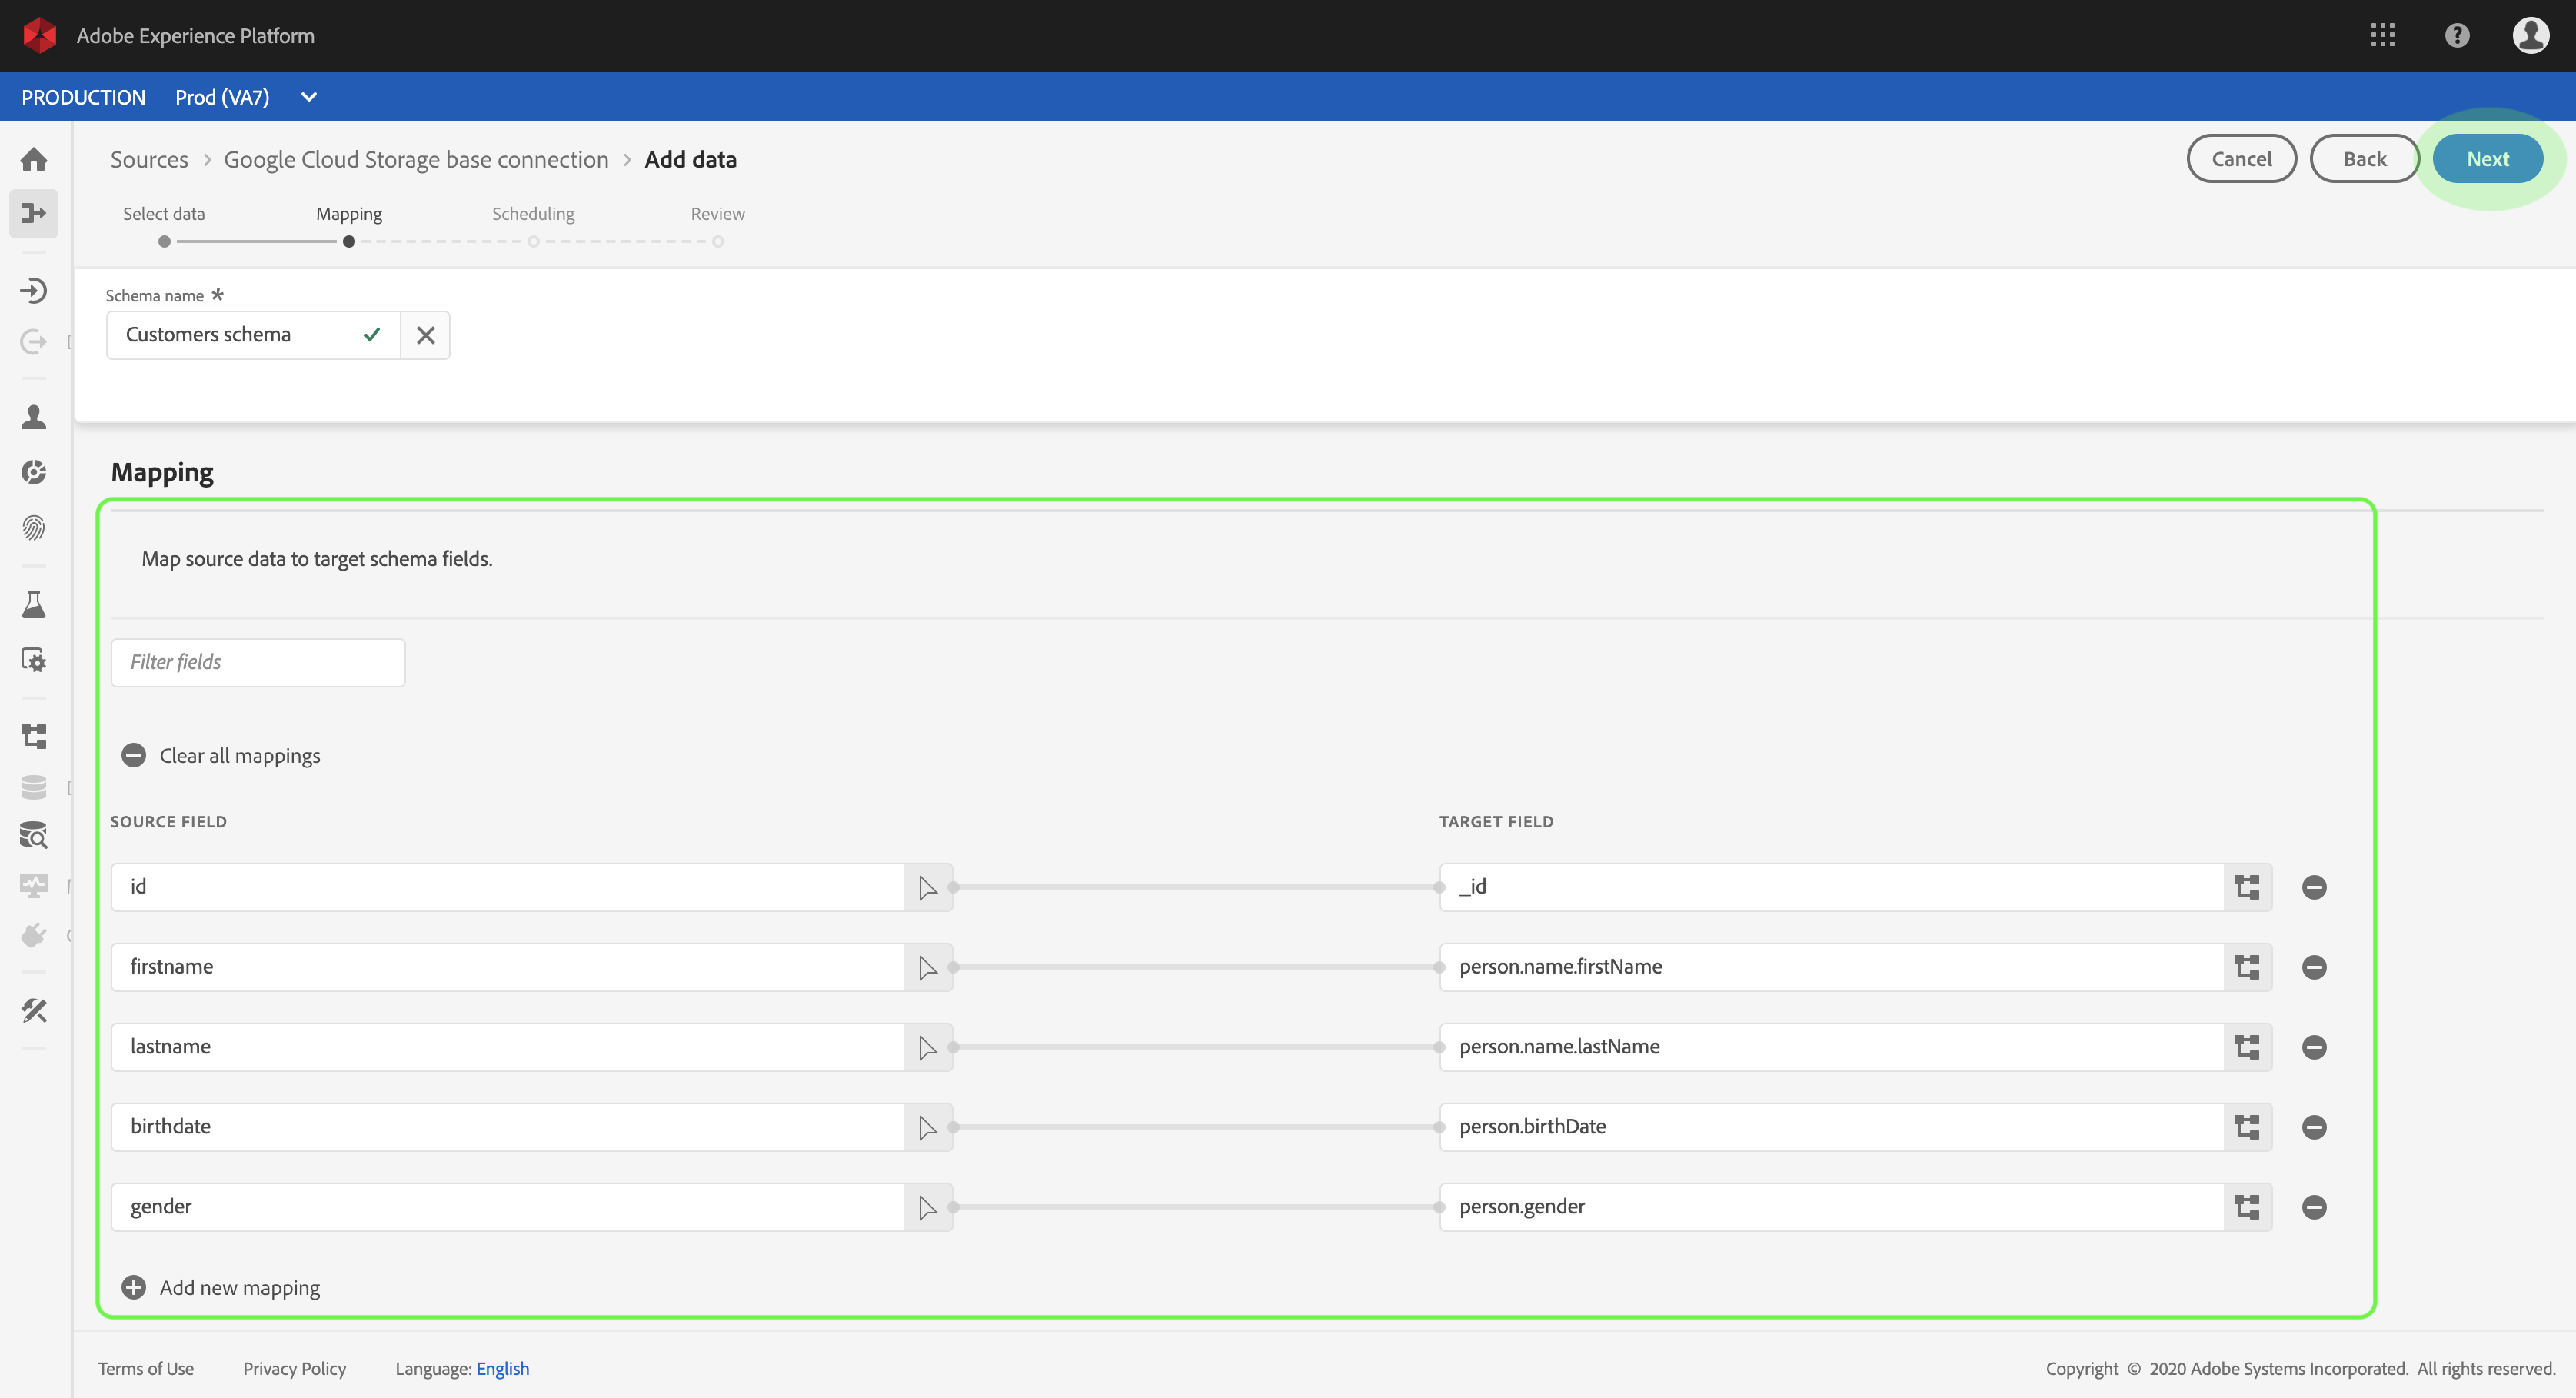 Adobe Experience Platform
PRODUCTION Prod (VA7)
Sources > Google Cloud Storage base connection > Add data
Cancel Back Next
Select data Mapping Scheduling Review
Schema name *
Customers schema
Mapping
Map source data to target schema fields.
Filter fields
Clear all mappings
SOURCE FIELD TARGET FIELD
id _id
firstname person.name.firstName
lastname person.name.lastName
birthdate person.birthDate
gender person.gender
Add new mapping
Terms of Use Privacy Policy Language: English
Copyright © 2020 Adobe Systems Incorporated. All rights reserved.